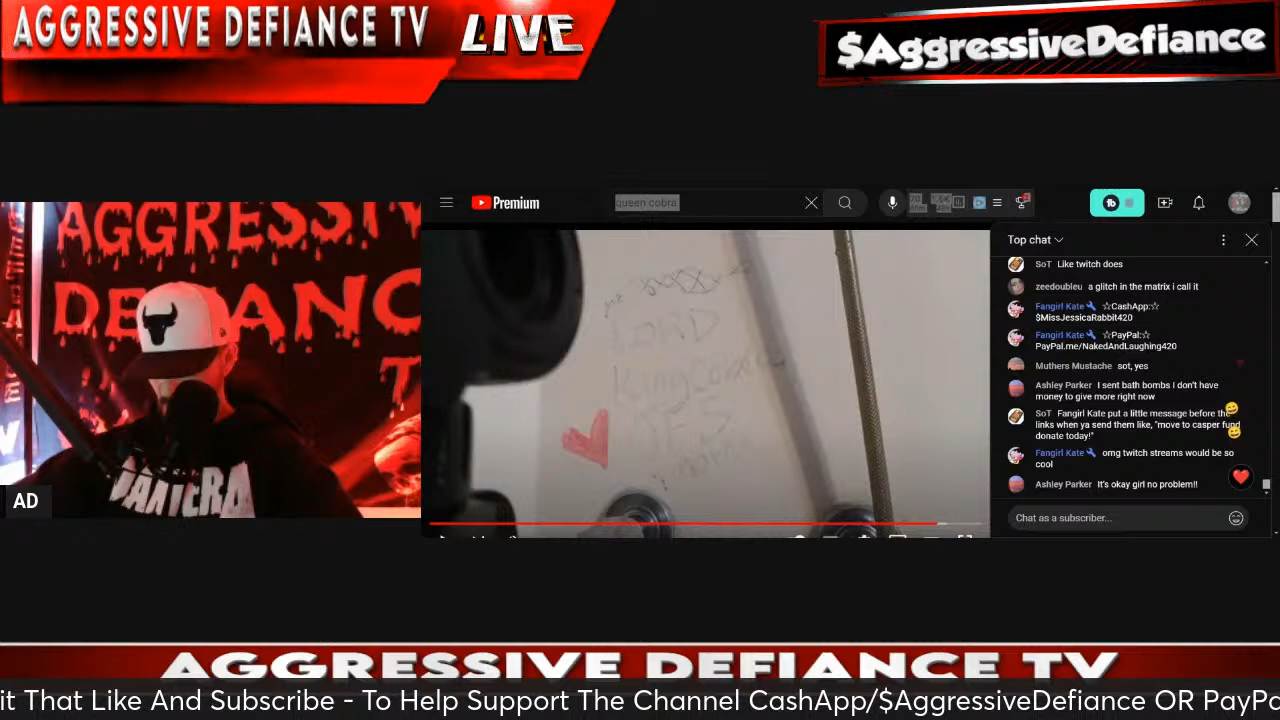 AGGRESSIVE DEFIANCE TV
LIVE
$AggressiveDefiance
AGGRESSIV
DEFIANC
T
PANTERA
AD
Premium
queen cobra
Top chat
SoT Like twitch does
zeedoubleu a glitch in the matrix i call it
Fangirl Kate ☆CashApp:☆
$MissJessicaRabbit420
Fangirl Kate ☆PayPal:☆
PayPal.me/NakedAndLaughing420
Muthers Mustache sot, yes
Ashley Parker I sent bath bombs I don't have
money to give more right now
SoT Fangirl Kate put a little message before the
links when ya send them like, "move to casper fund
donate today!"
Fangirl Kate omg twitch streams would be so
cool
Ashley Parker It's okay girl no problem!!
Chat as a subscriber...
AGGRESSIVE DEFIANCE TV
it That Like And Subscribe - To Help Support The Channel CashApp/$AggressiveDefiance OR PayPa